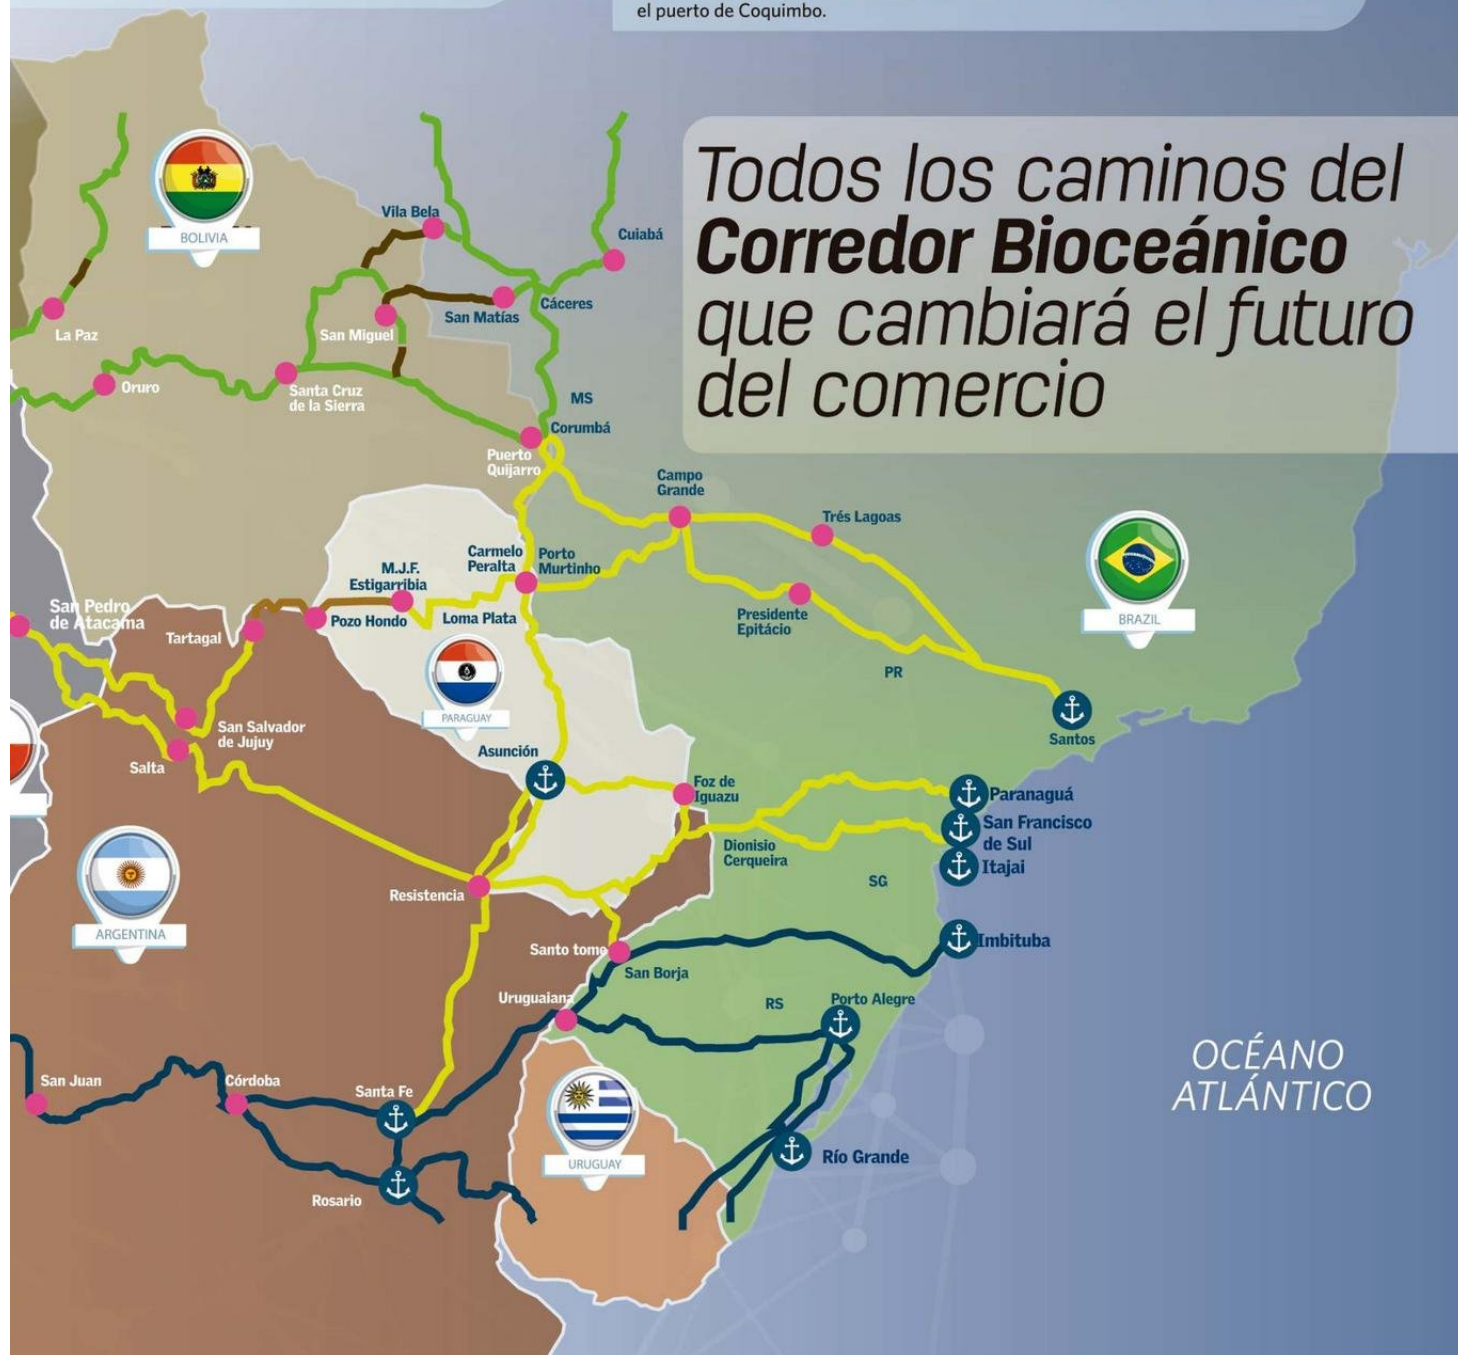 el puerto de Coquimbo.
Todos los caminos del
Corredor Bioceánico
que cambiará el futuro
del comercio
BOLIVIA
Vila Bela
Cuiabá
Cáceres
San Matías
La Paz
San Miguel
Oruro
Santa Cruz
de la Sierra
MS
Corumbá
Puerto
Quijarro
Campo
Grande
Trés Lagoas
Carmelo
Peralta
Porto
Murtinho
M.J.F.
Estigarribia
San Pedro
de Atacama
Tartagal
Pozo Hondo
Loma Plata
Presidente
Epitácio
BRAZIL
PR
PARAGUAY
San Salvador
de Jujuy
Salta
Asunción
Santos
Foz de
Iguazu
Paranaguá
San Francisco
de Sul
Itajai
Dionisio
Cerqueira
SG
Resistencia
ARGENTINA
Santo tome
San Borja
Imbituba
Uruguaiana
RS
Porto Alegre
San Juan
Córdoba
Santa Fe
OCÉANO
ATLÁNTICO
URUGUAY
Río Grande
Rosario